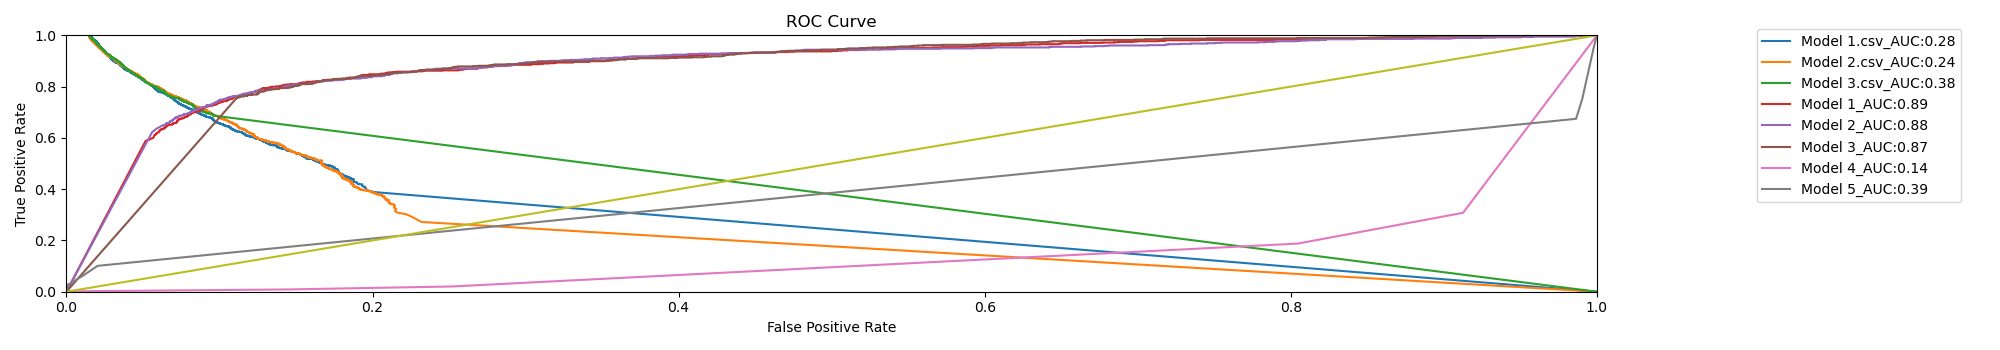 ROC Curve
True Positive Rate
1.0
0.8
0.6
0.4
0.2
0.0
0.0 0.2 0.4 0.6 0.8 1.0
False Positive Rate
Model 1.csv_AUC:0.28
Model 2.csv_AUC:0.24
Model 3.csv_AUC:0.38
Model 1_AUC:0.89
Model 2_AUC:0.88
Model 3_AUC:0.87
Model 4_AUC:0.14
Model 5_AUC:0.39